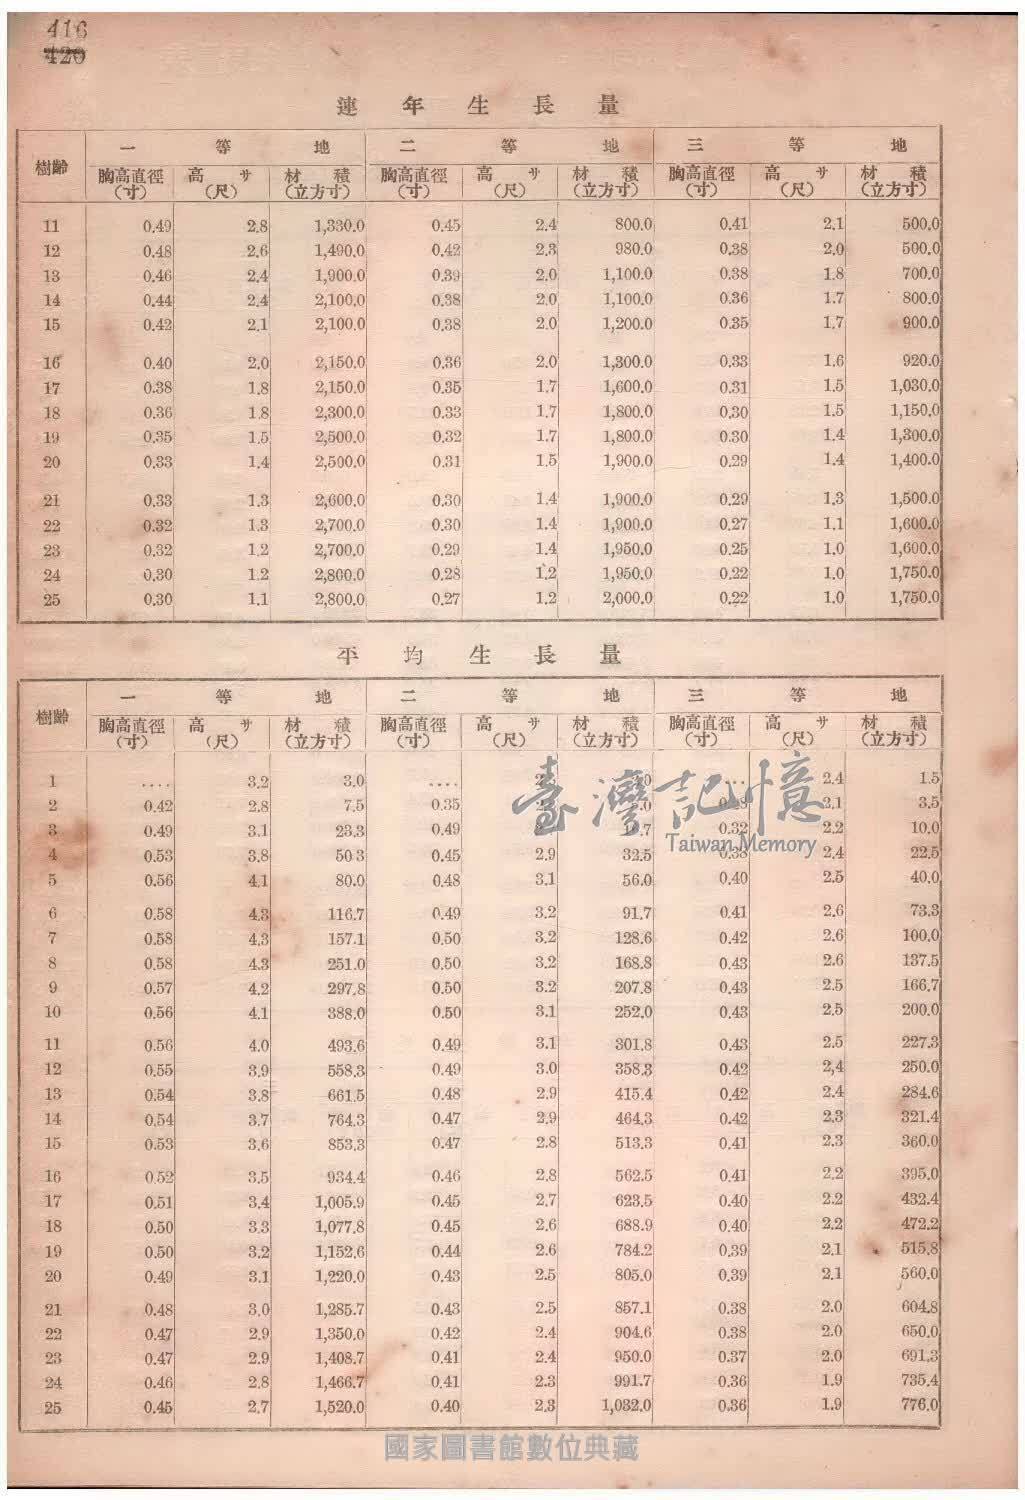 416
420
連年生長量
樹齡 一等地 二等地 三等地
胸高直徑(寸) 高サ(尺) 材積(立方寸) 胸高直徑(寸) 高サ(尺) 材積(立方寸) 胸高直徑(寸) 高サ(尺) 材積(立方寸)
11 0.49 2.8 1,330.0 0.45 2.4 800.0 0.41 2.1 500.0
12 0.48 2.6 1,490.0 0.42 2.3 980.0 0.38 2.0 500.0
13 0.46 2.4 1,900.0 0.39 2.0 1,100.0 0.38 1.8 700.0
14 0.44 2.4 2,100.0 0.38 2.0 1,100.0 0.36 1.7 800.0
15 0.42 2.1 2,100.0 0.38 2.0 1,200.0 0.35 1.7 900.0
16 0.40 2.0 2,150.0 0.36 2.0 1,300.0 0.33 1.6 920.0
17 0.38 1.8 2,150.0 0.35 1.7 1,600.0 0.31 1.5 1,030.0
18 0.36 1.8 2,300.0 0.33 1.7 1,800.0 0.30 1.5 1,150.0
19 0.35 1.5 2,500.0 0.32 1.7 1,800.0 0.30 1.4 1,300.0
20 0.33 1.4 2,500.0 0.31 1.5 1,900.0 0.29 1.4 1,400.0
21 0.33 1.3 2,600.0 0.30 1.4 1,900.0 0.29 1.3 1,500.0
22 0.32 1.3 2,700.0 0.30 1.4 1,900.0 0.27 1.1 1,600.0
23 0.32 1.2 2,700.0 0.29 1.4 1,950.0 0.25 1.0 1,600.0
24 0.30 1.2 2,800.0 0.28 1.2 1,950.0 0.22 1.0 1,750.0
25 0.30 1.1 2,800.0 0.27 1.2 2,000.0 0.22 1.0 1,750.0
平均生長量
樹齡 一等地 二等地 三等地
胸高直徑(寸) 高サ(尺) 材積(立方寸) 胸高直徑(寸) 高サ(尺) 材積(立方寸) 胸高直徑(寸) 高サ(尺) 材積(立方寸)
1 .... 3.2 3.0 .... ... 2.4 1.5
2 0.42 2.8 7.5 0.35 2.1 3.5
3 0.49 3.1 23.3 0.49 0.32 2.2 10.0
4 0.53 3.8 50 3 0.45 2.9 32.5 0.38 2.4 22.5
5 0.56 4.1 80.0 0.48 3.1 56.0 0.40 2.5 40.0
6 0.58 4.3 116.7 0.49 3.2 91.7 0.41 2.6 73.3
7 0.58 4.3 157.1 0.50 3.2 128.6 0.42 2.6 100.0
8 0.58 4.3 251.0 0.50 3.2 168.8 0.43 2.6 137.5
9 0.57 4.2 297.8 0.50 3.2 207.8 0.43 2.5 166.7
10 0.56 4.1 388.0 0.50 3.1 252.0 0.43 2.5 200.0
11 0.56 4.0 493.6 0.49 3.1 301.8 0.43 2.5 227.3
12 0.55 3.9 558.3 0.49 3.0 358.3 0.42 2.4 250.0
13 0.54 3.8 661.5 0.48 2.9 415.4 0.42 2.4 284.6
14 0.54 3.7 764.3 0.47 2.9 464.3 0.42 2.3 321.4
15 0.53 3.6 853.3 0.47 2.8 513.3 0.41 2.3 360.0
16 0.52 3.5 934.4 0.46 2.8 562.5 0.41 2.2 395.0
17 0.51 3.4 1,005.9 0.45 2.7 623.5 0.40 2.2 432.4
18 0.50 3.3 1,077.8 0.45 2.6 688.9 0.40 2.2 472.2
19 0.50 3.2 1,152.6 0.44 2.6 784.2 0.39 2.1 515.8
20 0.49 3.1 1,220.0 0.43 2.5 805.0 0.39 2.1 560.0
21 0.48 3.0 1,285.7 0.43 2.5 857.1 0.38 2.0 604.8
22 0.47 2.9 1,350.0 0.42 2.4 904.6 0.38 2.0 650.0
23 0.47 2.9 1,408.7 0.41 2.4 950.0 0.37 2.0 691.3
24 0.46 2.8 1,466.7 0.41 2.3 991.7 0.36 1.9 735.4
25 0.45 2.7 1,520.0 0.40 2.3 1,032.0 0.36 1.9 776.0
臺灣記憶
Taiwan Memory
國家圖書館數位典藏